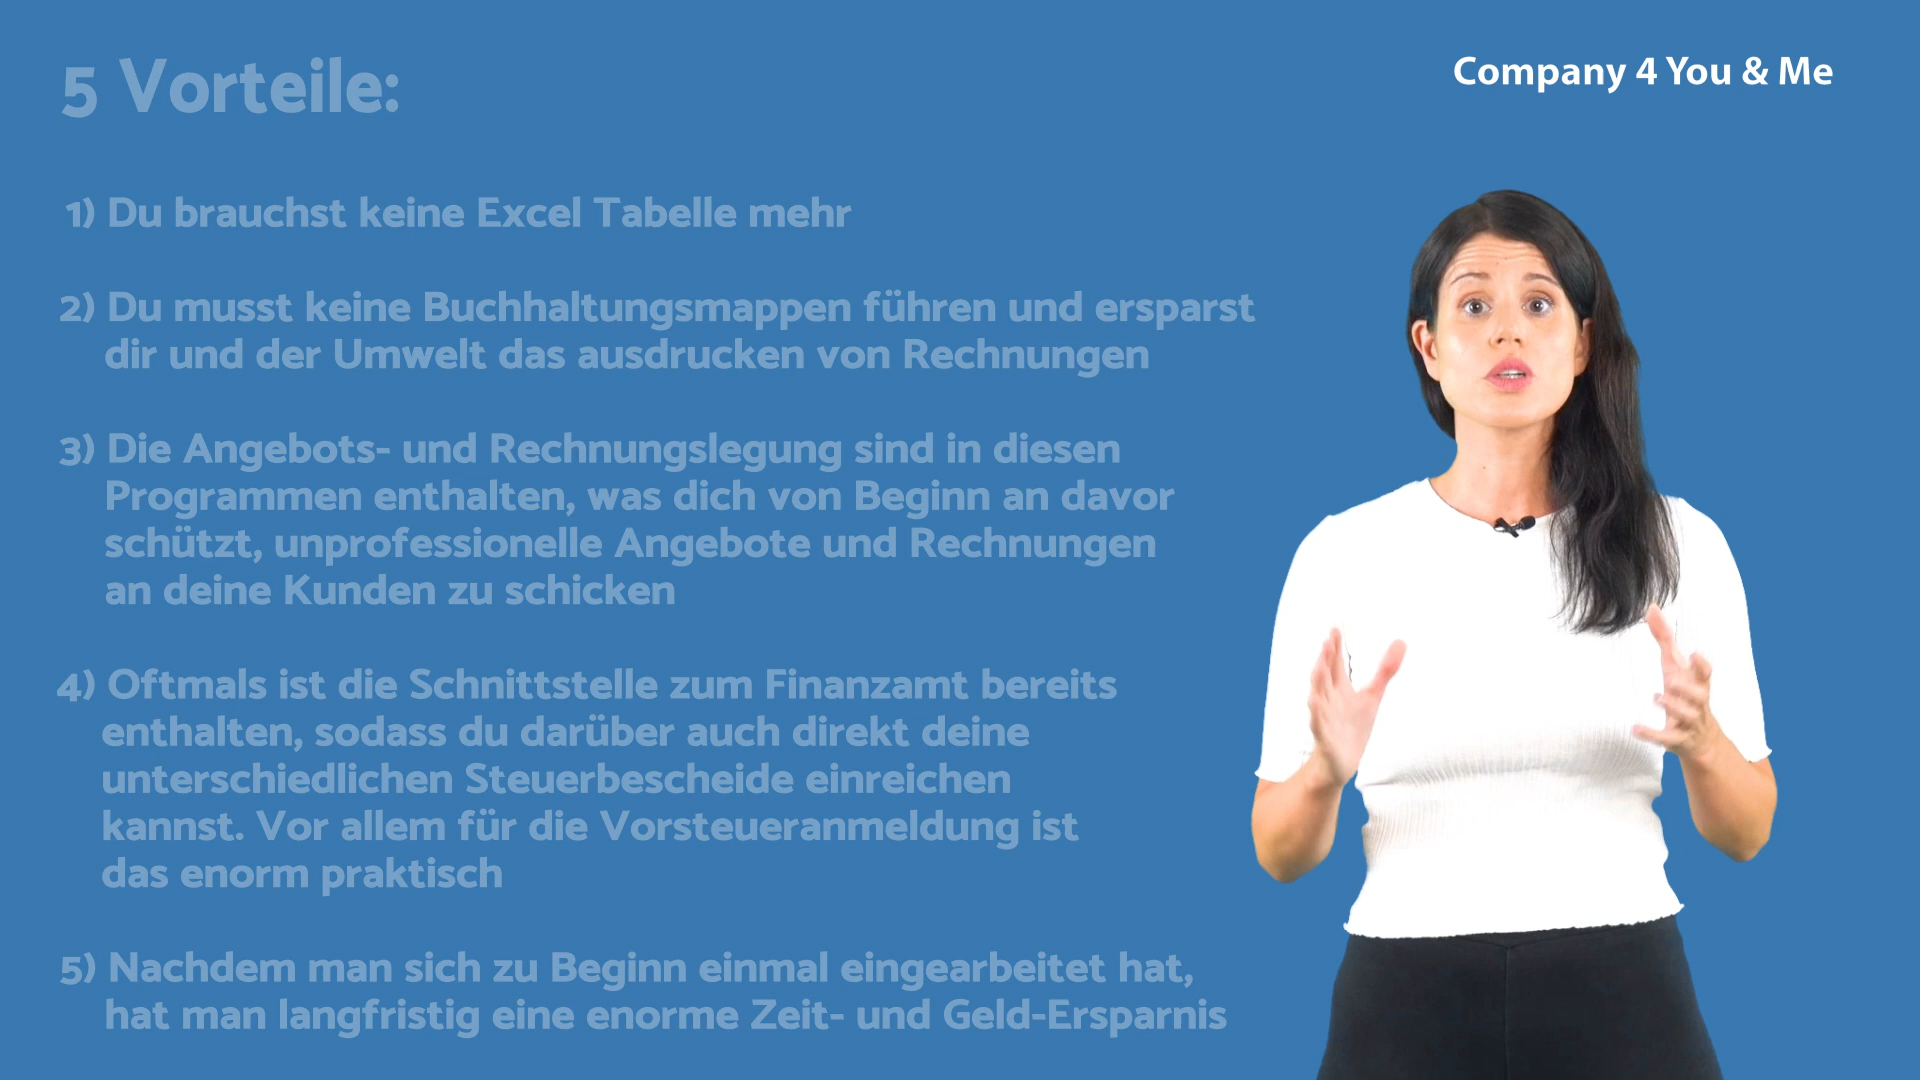 5 Vorteile:
Company 4 You & Me
1) Du brauchst keine Excel Tabelle mehr
2) Du musst keine Buchhaltungsmappen führen und ersparst
dir und der Umwelt das ausdrucken von Rechnungen
3) Die Angebots- und Rechnungslegung sind in diesen
Programmen enthalten, was dich von Beginn an davor
schützt, unprofessionelle Angebote und Rechnungen
an deine Kunden zu schicken
4) Oftmals ist die Schnittstelle zum Finanzamt bereits
enthalten, sodass du darüber auch direkt deine
unterschiedlichen Steuerbescheide einreichen
kannst. Vor allem für die Vorsteueranmeldung ist
das enorm praktisch
5) Nachdem man sich zu Beginn einmal eingearbeitet hat,
hat man langfristig eine enorme Zeit- und Geld-Ersparnis